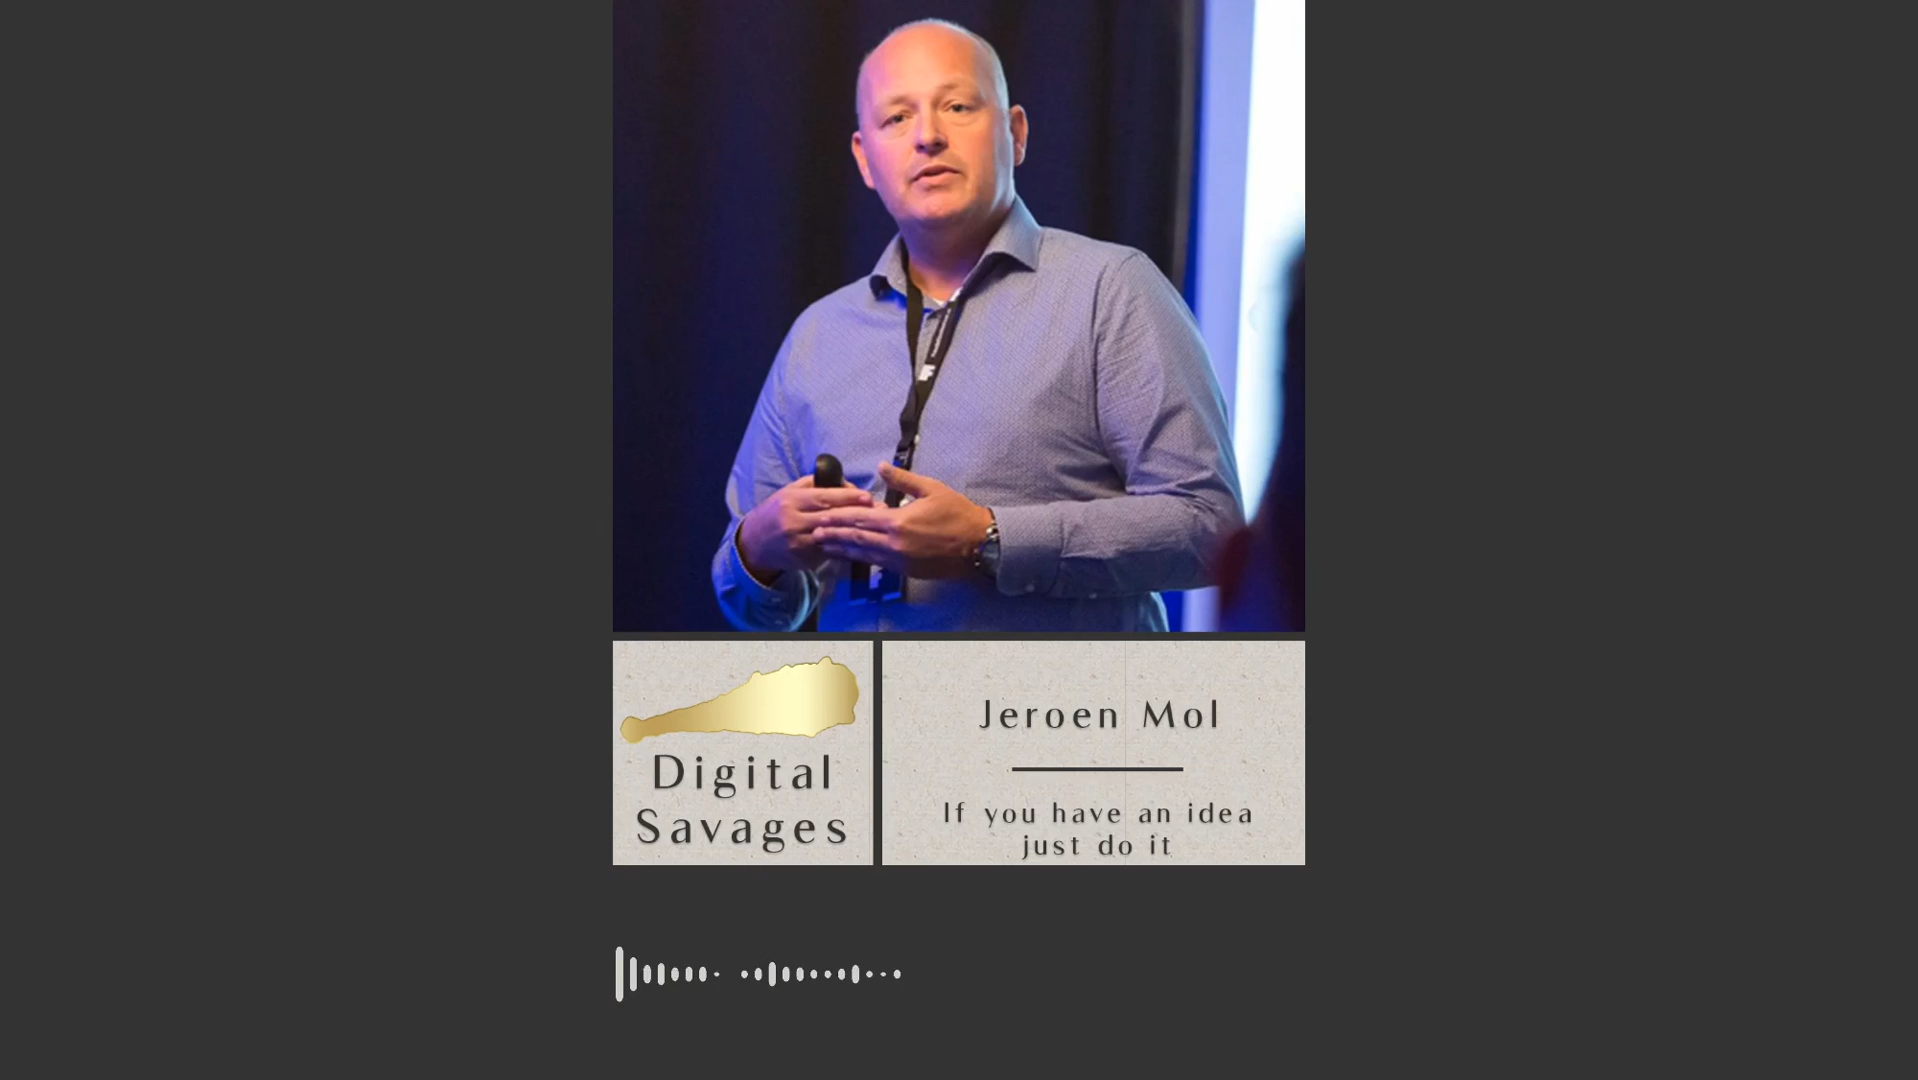 Digital
Savages
Jeroen Mol
If you have an idea
just do it